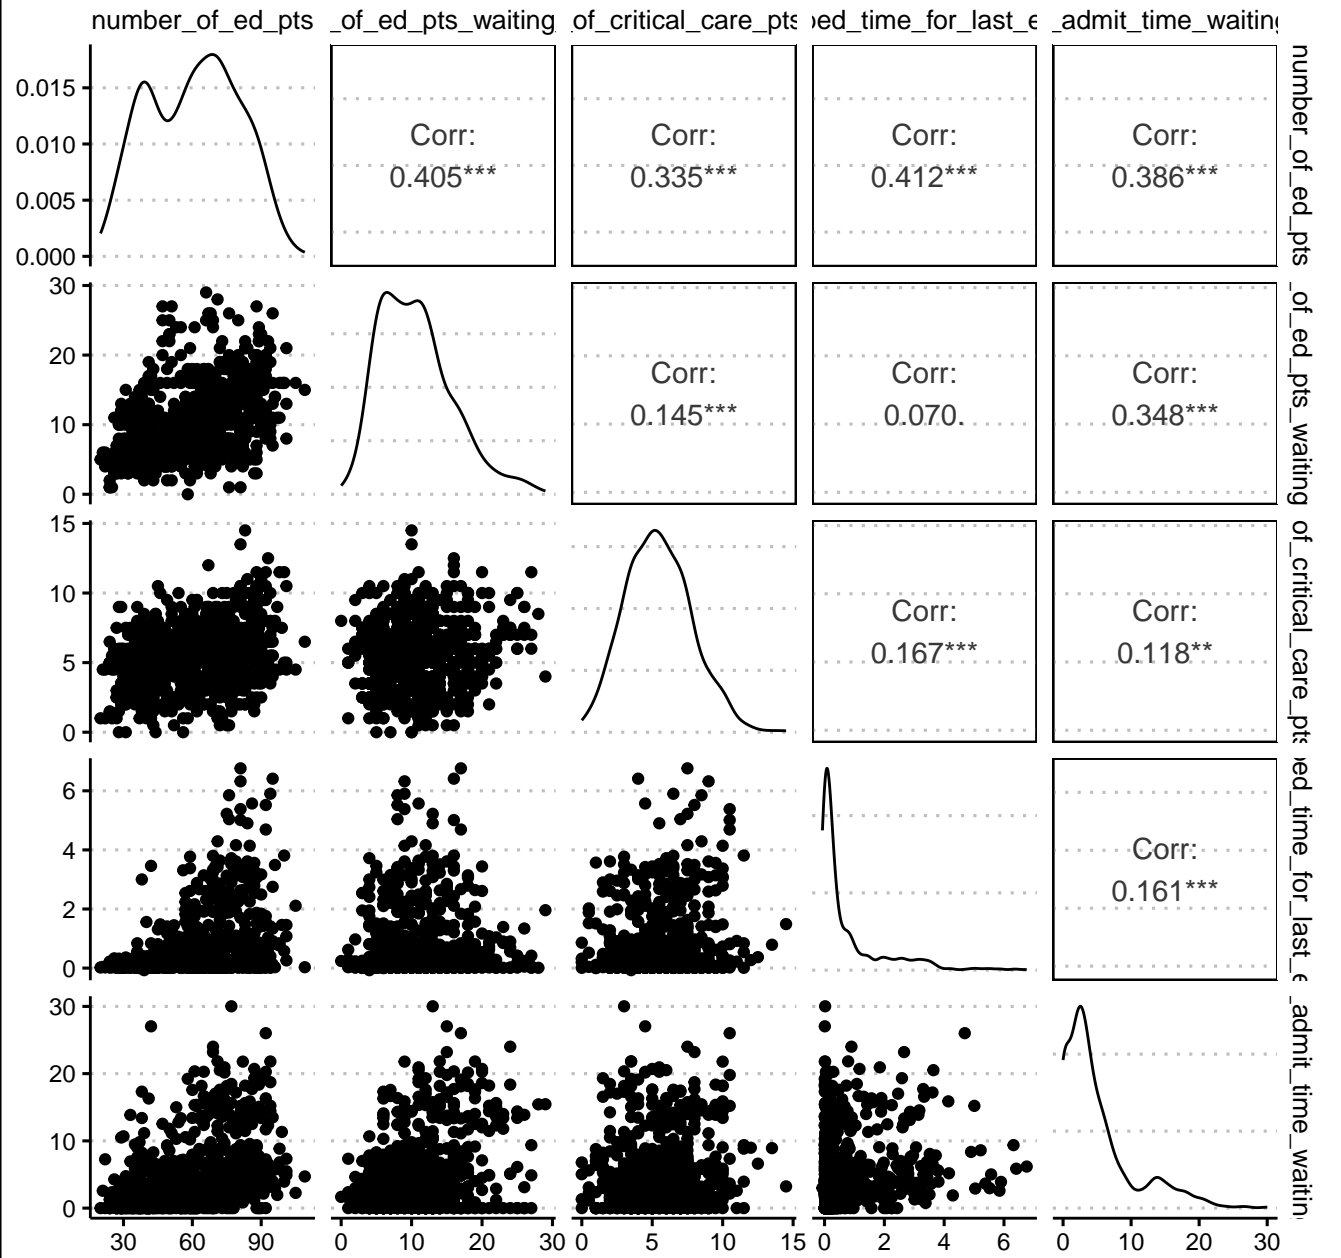 number_of_ed_pts _of_ed_pts_waiting_ of_critical_care_pts bed_time_for_last_e _admit_time_waiting
0.015
0.010
0.005
0.000
Corr:
0.405***
Corr:
0.335***
Corr:
0.412***
Corr:
0.386***
number_of_ed_pts
30
20
10
0
Corr:
0.145***
Corr:
0.070.
Corr:
0.348***
_of_ed_pts_waiting
15
10
5
0
Corr:
0.167***
Corr:
0.118**
of_critical_care_pts
6
4
2
0
Corr:
0.161***
ed_time_for_last_e
30
20
10
0
_admit_time_waiting
30 60 90 0 10 20 30 0 5 10 15 0 2 4 6 0 10 20 30